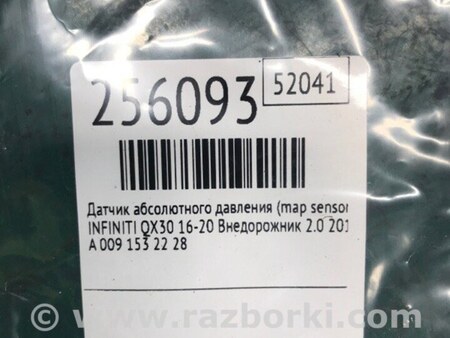 256093
52041
Датчик абсолютного давления (map sensor
INFINITI QX30 16-20 Внедорожник 2.0 201
A 009 153 22 28
© www.razborki.com